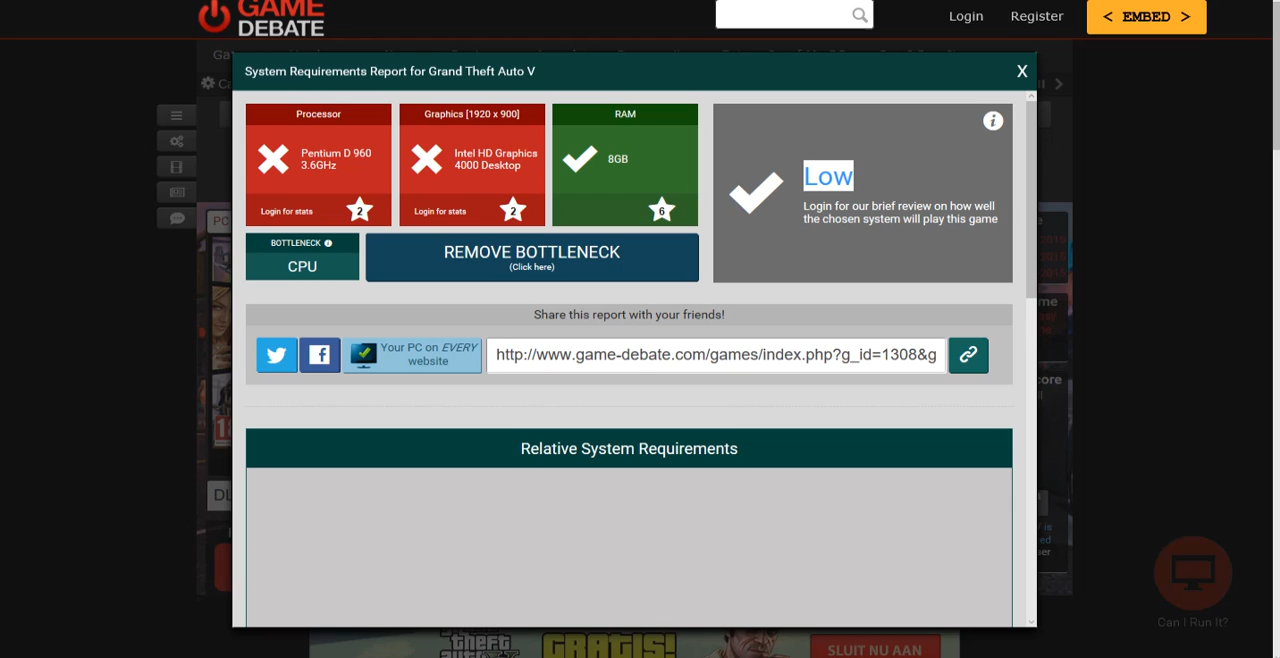 GAME
DEBATE
Login
Register
< EMBED >
System Requirements Report for Grand Theft Auto V
X
Processor
Pentium D 960
3.6GHz
Login for stats
2
Graphics [1920 x 900]
Intel HD Graphics
4000 Desktop
Login for stats
2
RAM
8GB
6
i
Low
Login for our brief review on how well
the chosen system will play this game
BOTTLENECK i
CPU
REMOVE BOTTLENECK
(Click here)
Share this report with your friends!
Your PC on EVERY
website
http://www.game-debate.com/games/index.php?g_id=1308&g
Relative System Requirements
Can I Run It?
theft
GRATIS!
SLUIT NU AAN